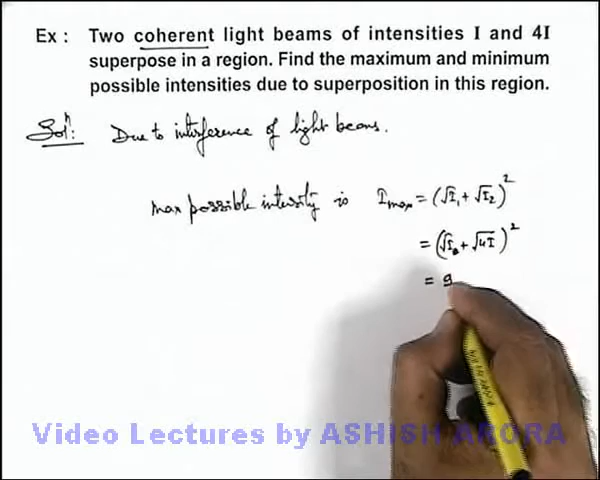 Ex : Two coherent light beams of intensities I and 4I
superpose in a region. Find the maximum and minimum
possible intensities due to superposition in this region.
Solⁿ: Due to interference of light beams.
max possible intensity is I_max = (√I₁ + √I₂)²
= (√I + √4I)²
= 9
Video Lectures by ASHISH ARORA